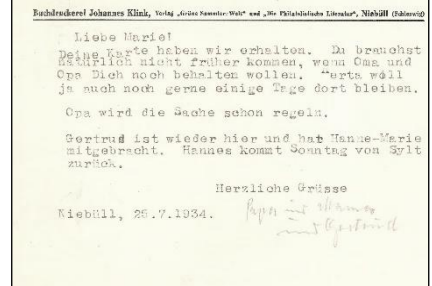 Buchdruckerei Johannes Klink, Verlag „Grüne Sammler-Welt" und „Die Philatelistische Literatur", Niebüll (Schleswig)
Liebe Marie!
Deine Karte haben wir erhalten. Du brauchst
natürlich nicht früher kommen, wenn Oma und
Opa Dich noch behalten wollen. Herta will
ja auch noch gerne einige Tage dort bleiben.
Opa wird die Sache schon regeln.
Gertrud ist wieder hier und hat Hanne-Marie
mitgebracht. Hannes kommt Sonntag von Sylt
zurück.
Herzliche Grüsse
Niebüll, 25.7.1934.
Papa und Mama
und Gertrud